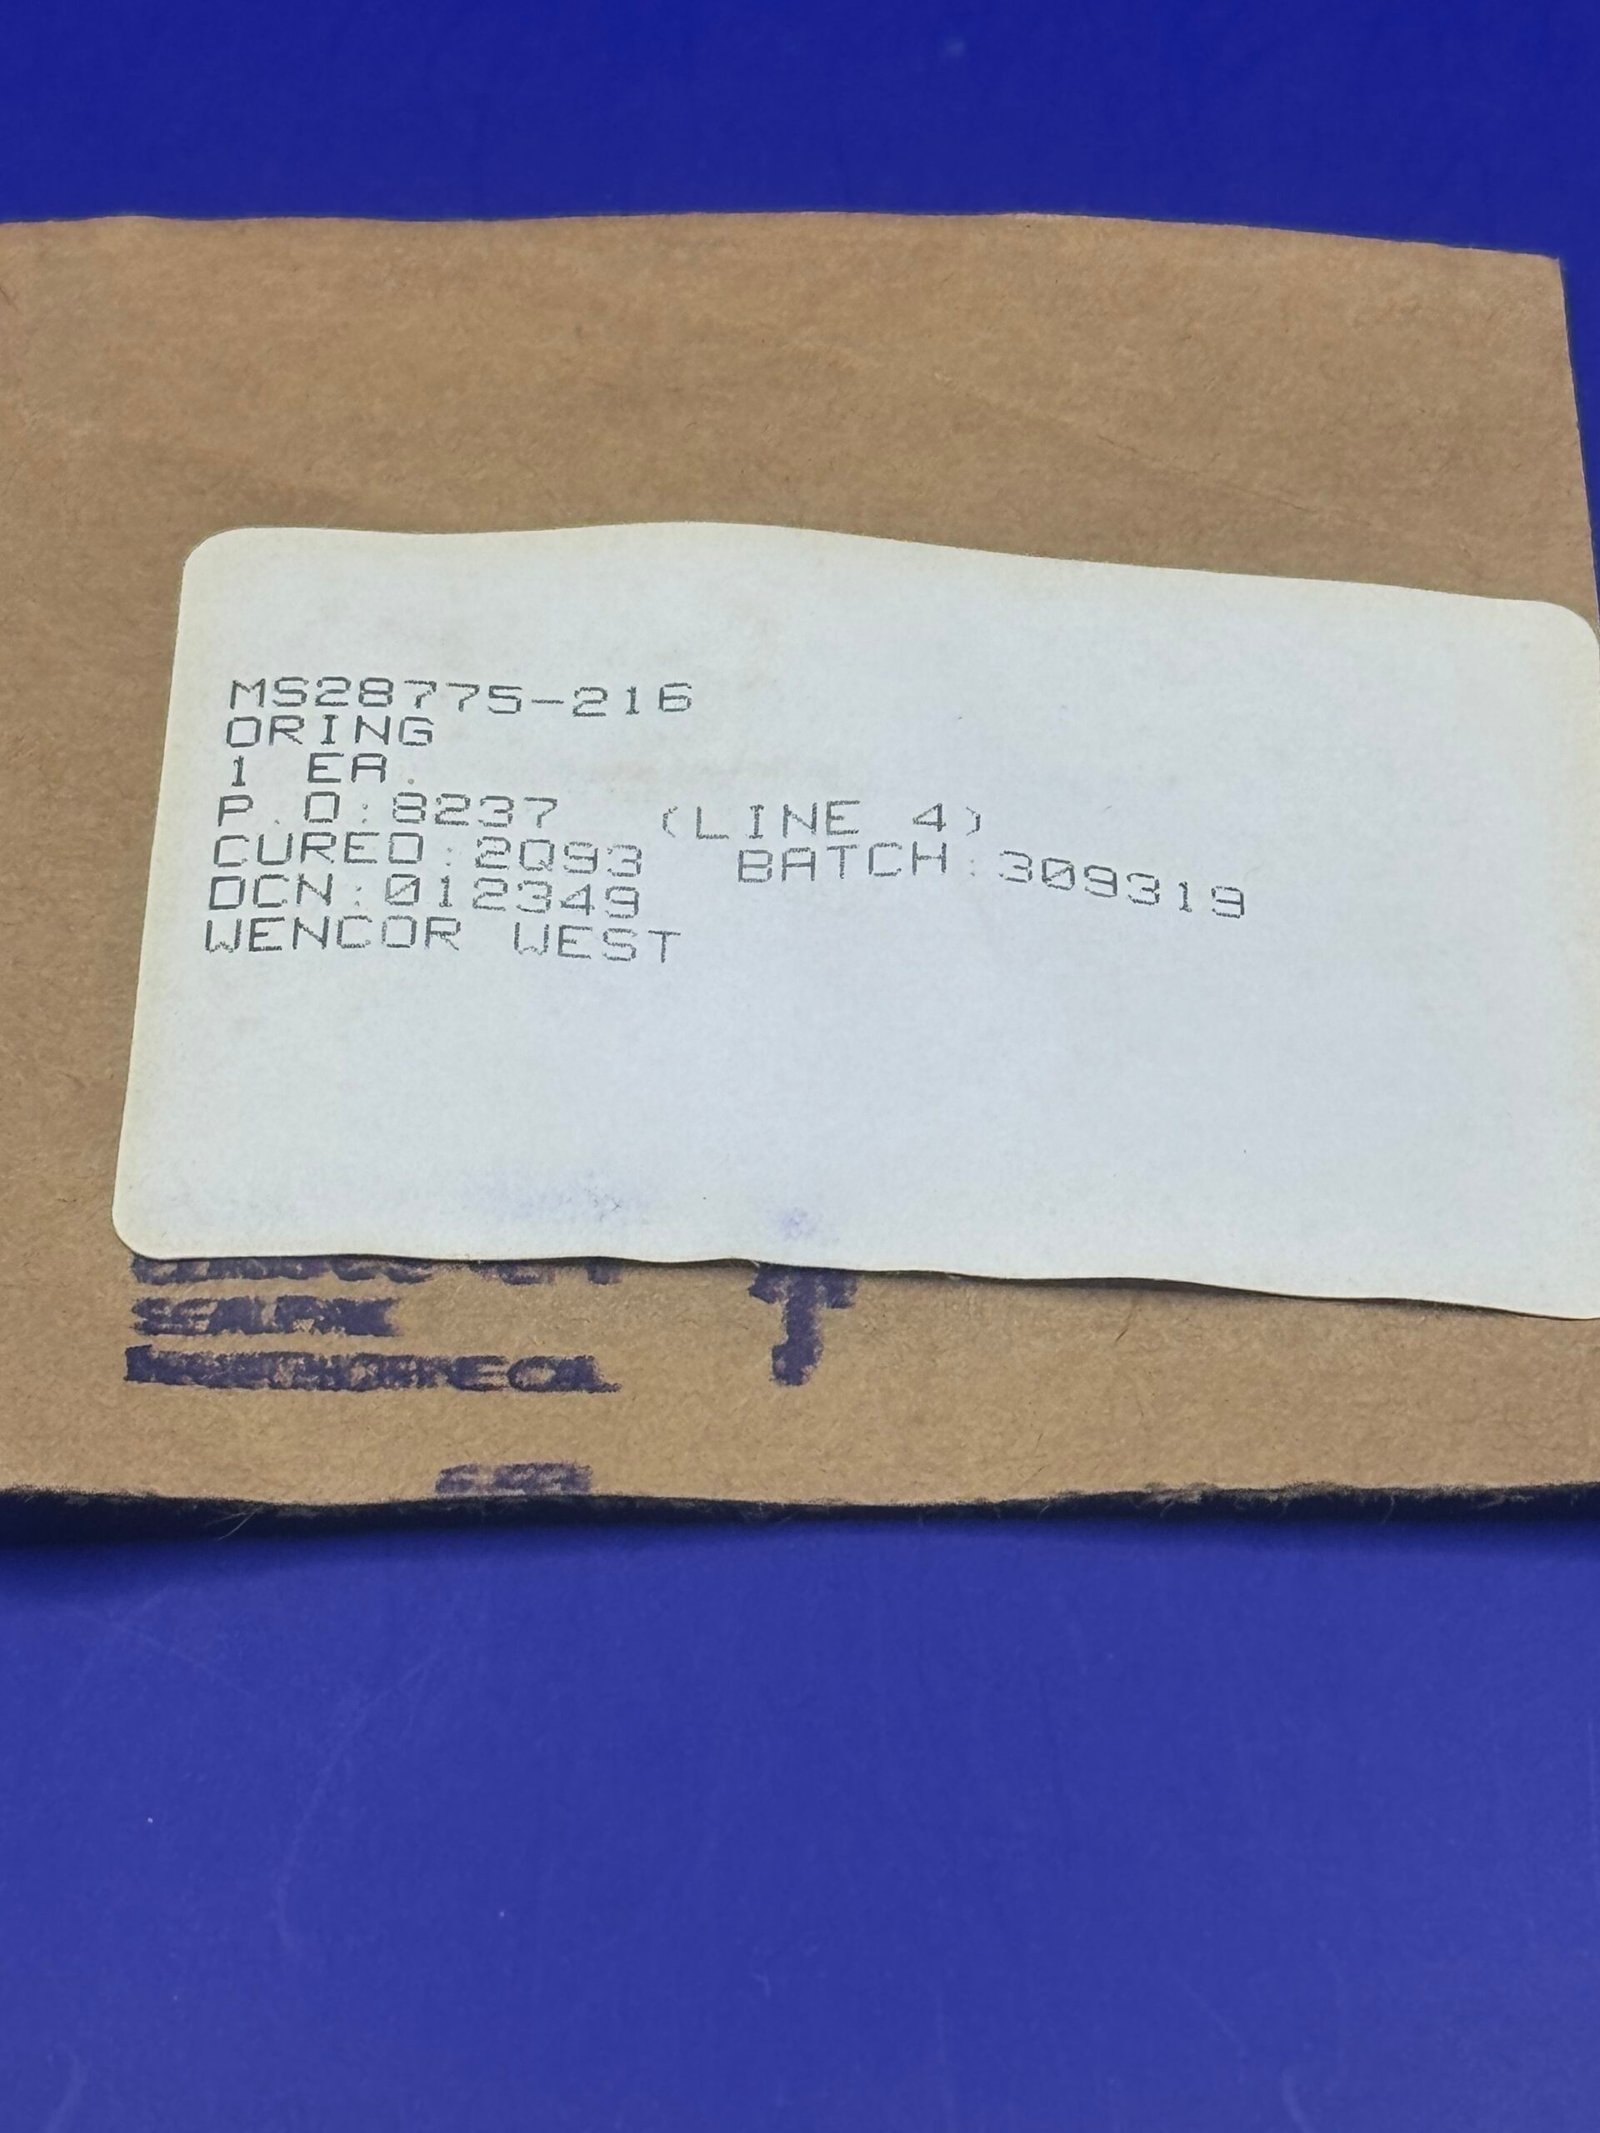 MS28775-216
ORING
1 EA.
P.O:8237 (LINE 4)
CURED:2Q93 BATCH:309319
DCN:012349
WENCOR WEST